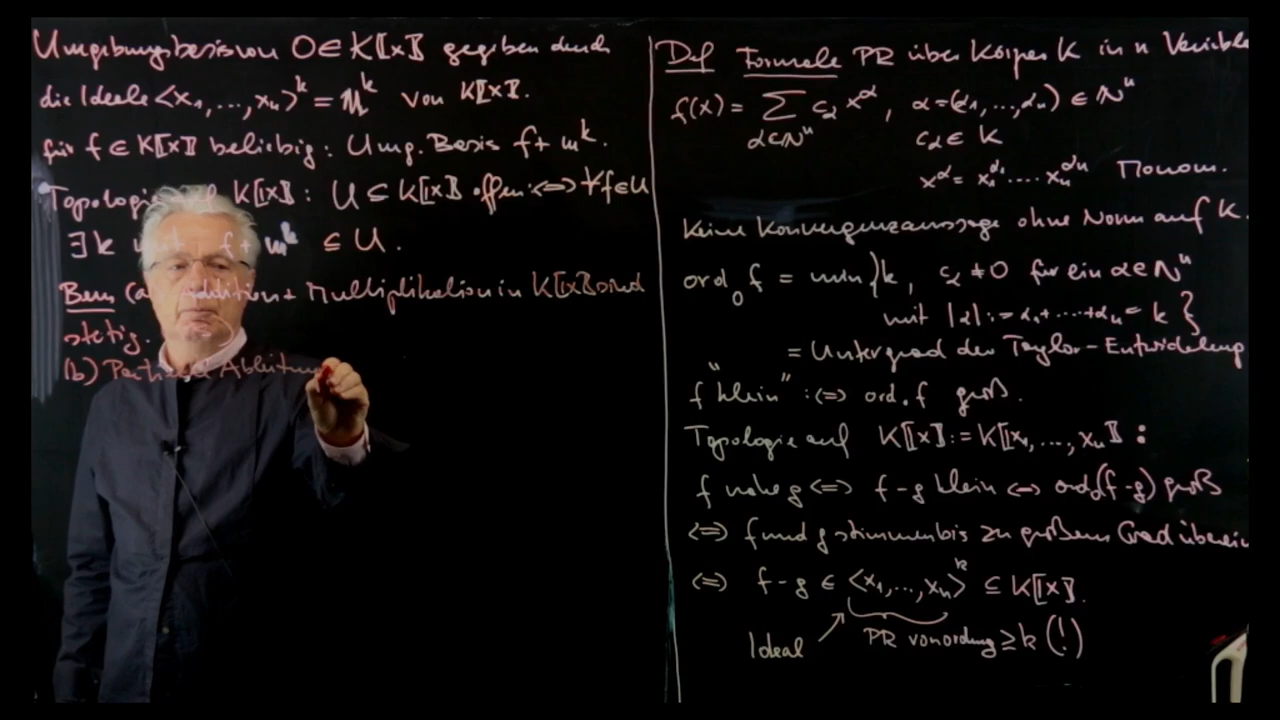 Umgebungsbasis von 0 ∈ K⟦x⟧ gegeben durch
die Ideale <x₁,...,xₙ>ᵏ = mᵏ von K⟦x⟧.
für f ∈ K⟦x⟧ beliebig: Umg. Basis f + mᵏ.
Topologie auf K⟦x⟧: U ⊆ K⟦x⟧ offen :⟺ ∀f∈U
∃k mit f + mᵏ ⊆ U.
Bem (a) Addition + Multiplikation in K⟦x⟧ sind
stetig.
(b) Partielle Ableitung
Def Formale PR über Körper K in n Variable
f(x) = ∑ c_α x^α, α=(α₁,...,αₙ) ∈ ℕⁿ
α∈ℕⁿ c_α ∈ K
x^α = x₁^α₁ .... xₙ^αₙ Monom.
Keine Konvergenzaussage ohne Norm auf K.
ord₀ f = min {k, c_α ≠ 0 für ein α∈ℕⁿ
mit |α| := α₁+....+αₙ = k }
= Untergrad der Taylor-Entwickelung
f "klein" :⟺ ord₀ f groß.
Topologie auf K⟦x⟧ := K⟦x₁,...,xₙ⟧ :
f nahe g ⟺ f-g klein ⟺ ord₀(f-g) groß
⟺ f und g stimmen bis zu großem Grad überein
⟺ f-g ∈ <x₁,...,xₙ>ᵏ ⊆ K⟦x⟧.
Ideal PR von ordnung ≥ k (!)